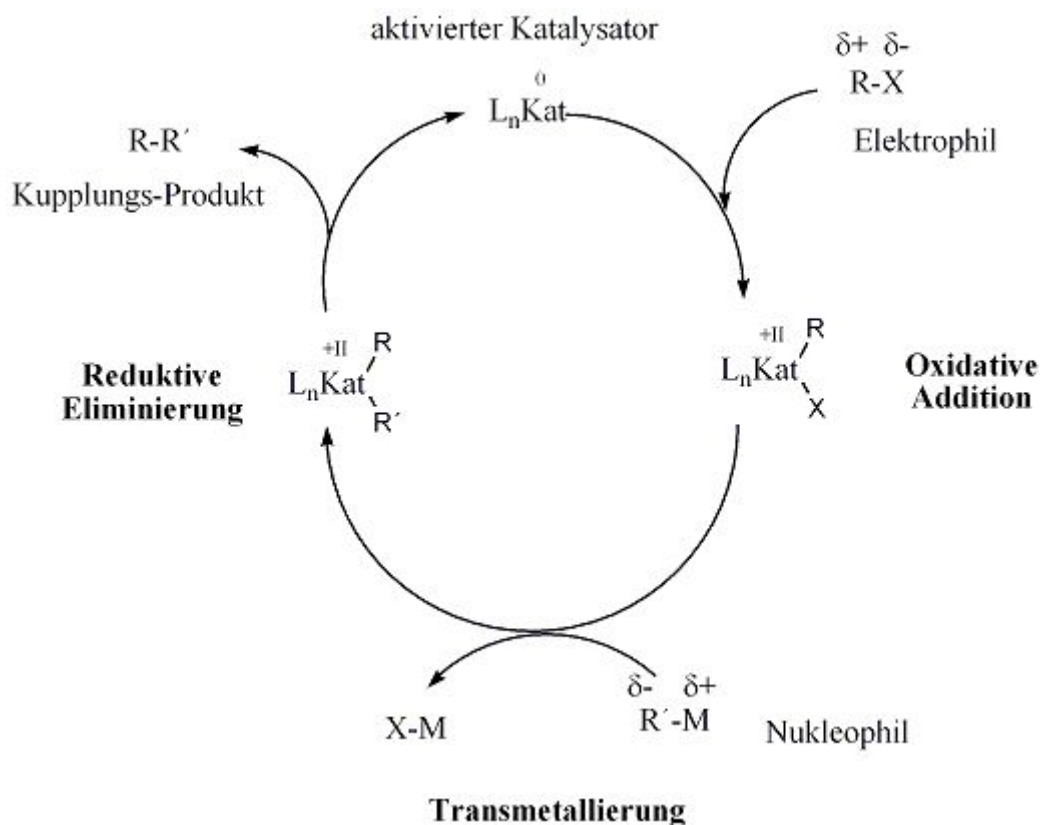 aktivierter Katalysator
0
LₙKat
δ+ δ-
R-X
Elektrophil
R-R´
Kupplungs-Produkt
+II
LₙKat
R
X
Oxidative
Addition
Reduktive
Eliminierung
+II
LₙKat
R
R´
δ- δ+
R´-M
Nukleophil
X-M
Transmetallierung